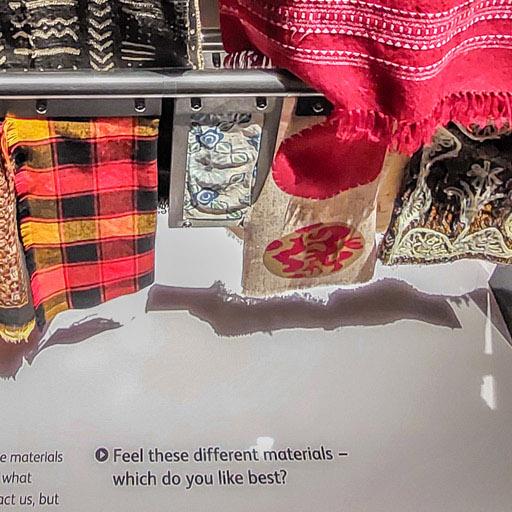 e materials
what
act us, but
Feel these different materials –
which do you like best?